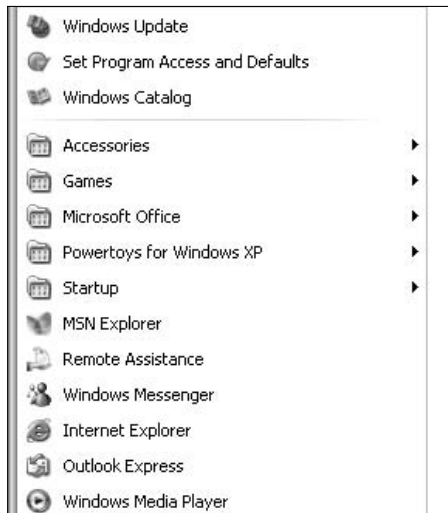 Windows Update
Set Program Access and Defaults
Windows Catalog
Accessories
Games
Microsoft Office
Powertoys for Windows XP
Startup
MSN Explorer
Remote Assistance
Windows Messenger
Internet Explorer
Outlook Express
Windows Media Player